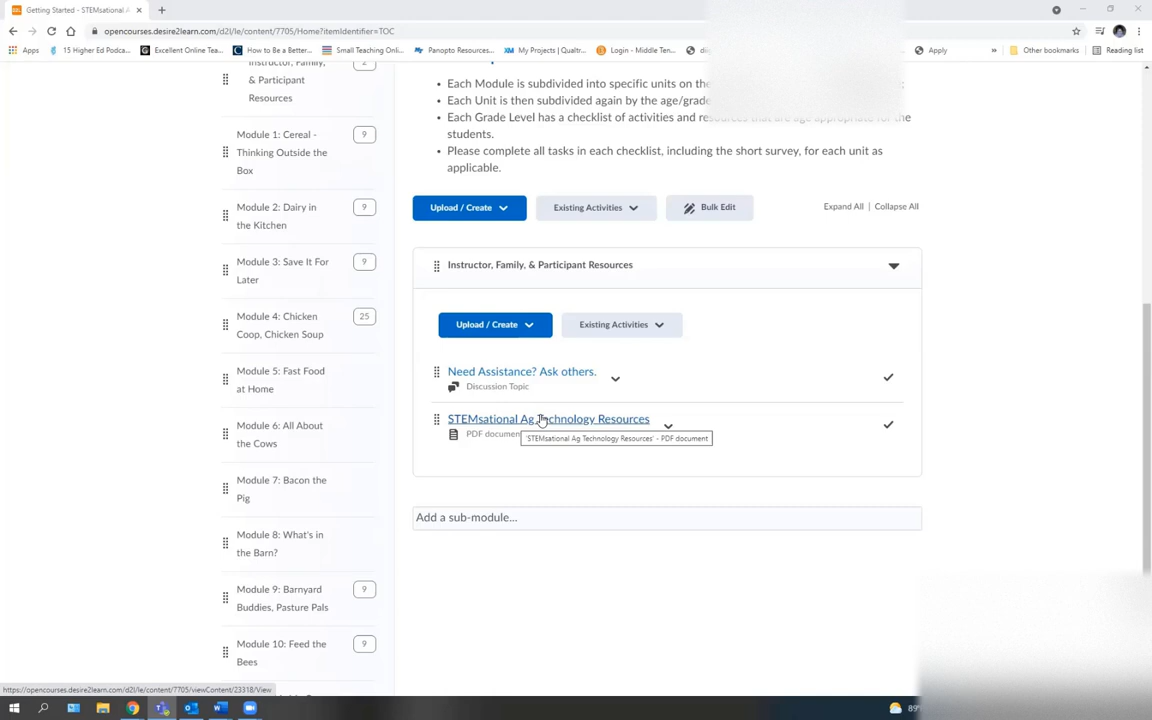 Getting Started - STEMsational A
opencourses.desire2learn.com/d2l/le/content/7705/Home?itemIdentifier=TOC
Apps
15 Higher Ed Podcas...
Excellent Online Tea...
How to Be a Better...
Small Teaching Onli...
Panopto Resources...
My Projects | Qualtr...
Login - Middle Ten...
Apply
»
Other bookmarks
Reading list
Instructor, Family,
& Participant
Resources
2
Module 1: Cereal -
Thinking Outside the
Box
9
Module 2: Dairy in
the Kitchen
9
Module 3: Save It For
Later
9
Module 4: Chicken
Coop, Chicken Soup
25
Module 5: Fast Food
at Home
Module 6: All About
the Cows
Module 7: Bacon the
Pig
Module 8: What's in
the Barn?
Module 9: Barnyard
Buddies, Pasture Pals
9
Module 10: Feed the
Bees
9
• Each Module is subdivided into specific units on the
• Each Unit is then subdivided again by the age/grade
• Each Grade Level has a checklist of activities and resources that are age appropriate for the
students.
• Please complete all tasks in each checklist, including the short survey, for each unit as
applicable.
Upload / Create
Existing Activities
Bulk Edit
Expand All | Collapse All
Instructor, Family, & Participant Resources
Upload / Create
Existing Activities
Need Assistance? Ask others.
Discussion Topic
STEMsational Ag Technology Resources
PDF document
'STEMsational Ag Technology Resources' - PDF document
Add a sub-module...
https://opencourses.desire2learn.com/d2l/le/content/7705/viewContent/23318/View